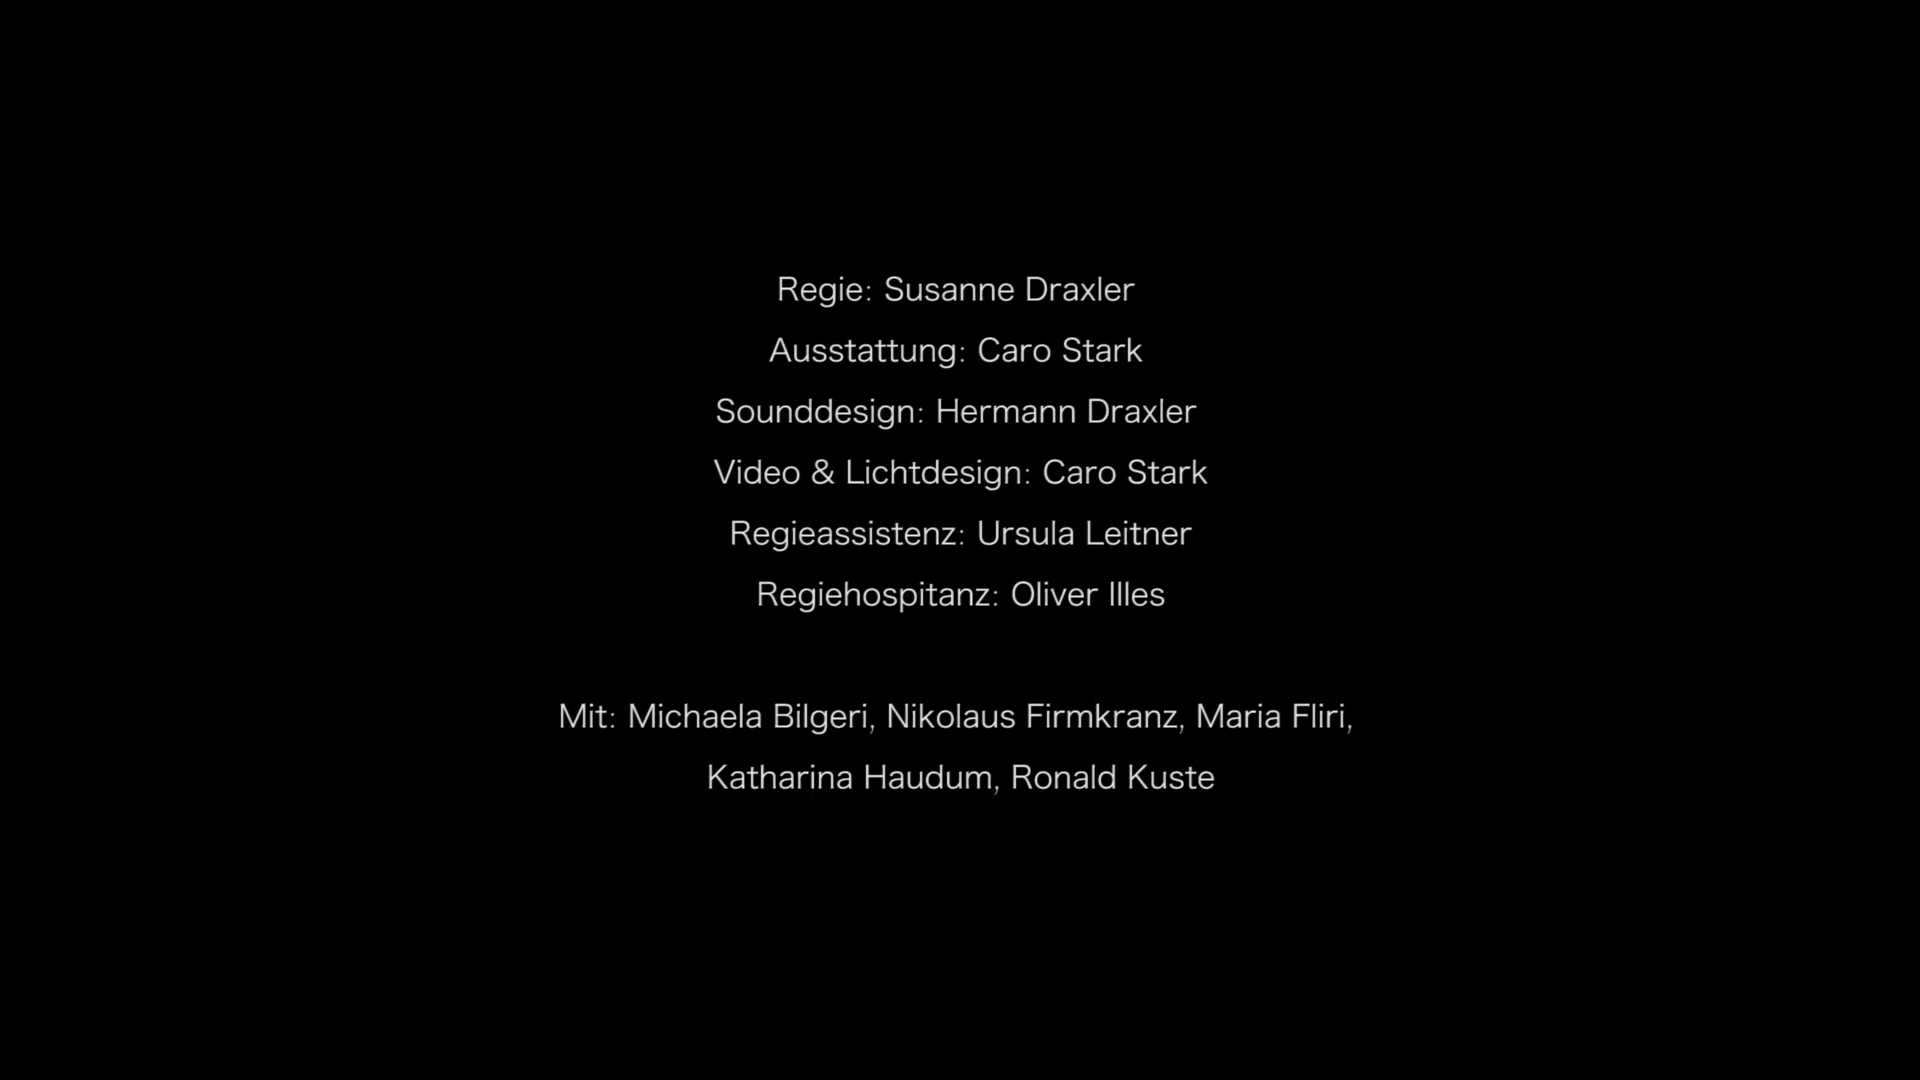 Regie: Susanne Draxler
Ausstattung: Caro Stark
Sounddesign: Hermann Draxler
Video & Lichtdesign: Caro Stark
Regieassistenz: Ursula Leitner
Regiehospitanz: Oliver Illes
Mit: Michaela Bilgeri, Nikolaus Firmkranz, Maria Fliri,
Katharina Haudum, Ronald Kuste